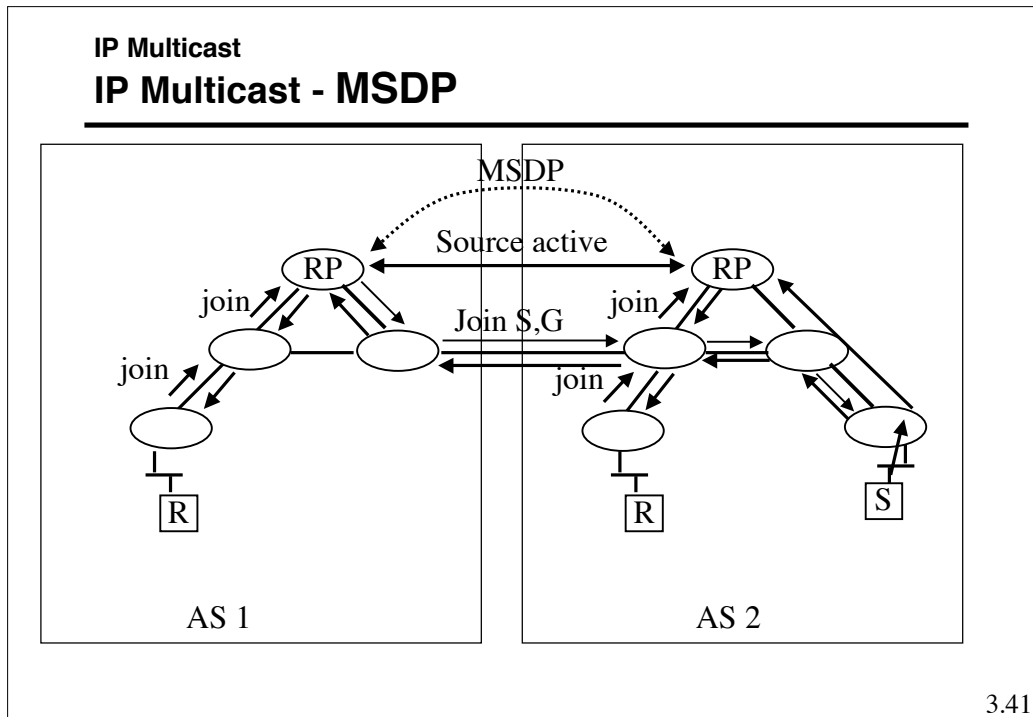 IP Multicast
IP Multicast - MSDP
MSDP
Source active
RP
RP
join
join
Join S,G
join
join
R
R
S
AS 1
AS 2
3.41